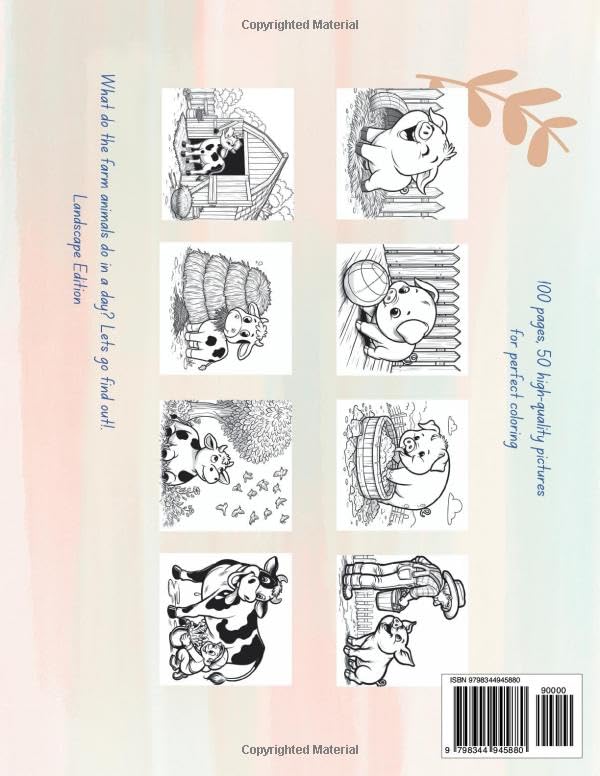 Copyrighted Material
100 pages, 50 high-quality pictures
for perfect coloring
What do the farm animals do in a day? Lets go find out!.
Landscape Edition
ISBN 9798344945880
90000
9 798344 945880
Copyrighted Material